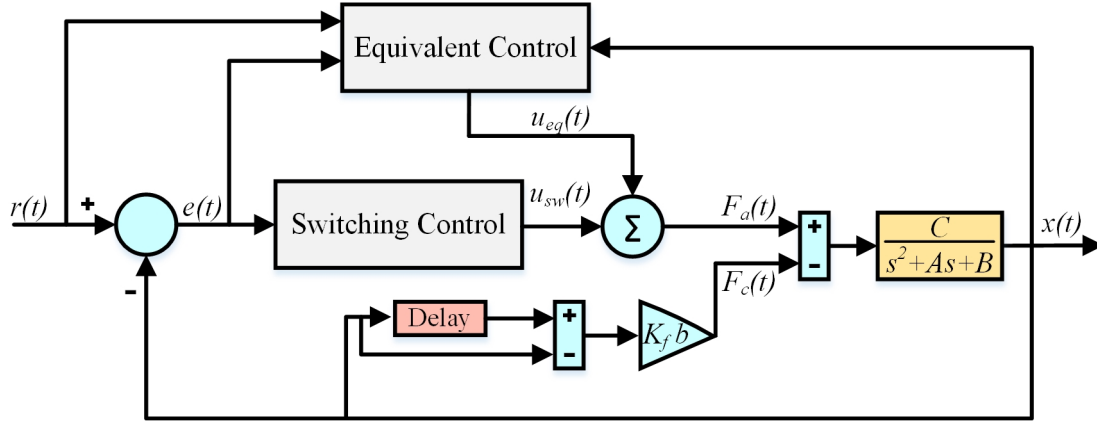 Equivalent Control
u_eq(t)
r(t)
+
e(t)
Switching Control
u_sw(t)
Σ
F_a(t)
+
-
C
s²+As+B
x(t)
-
F_c(t)
Delay
+
-
K_f b